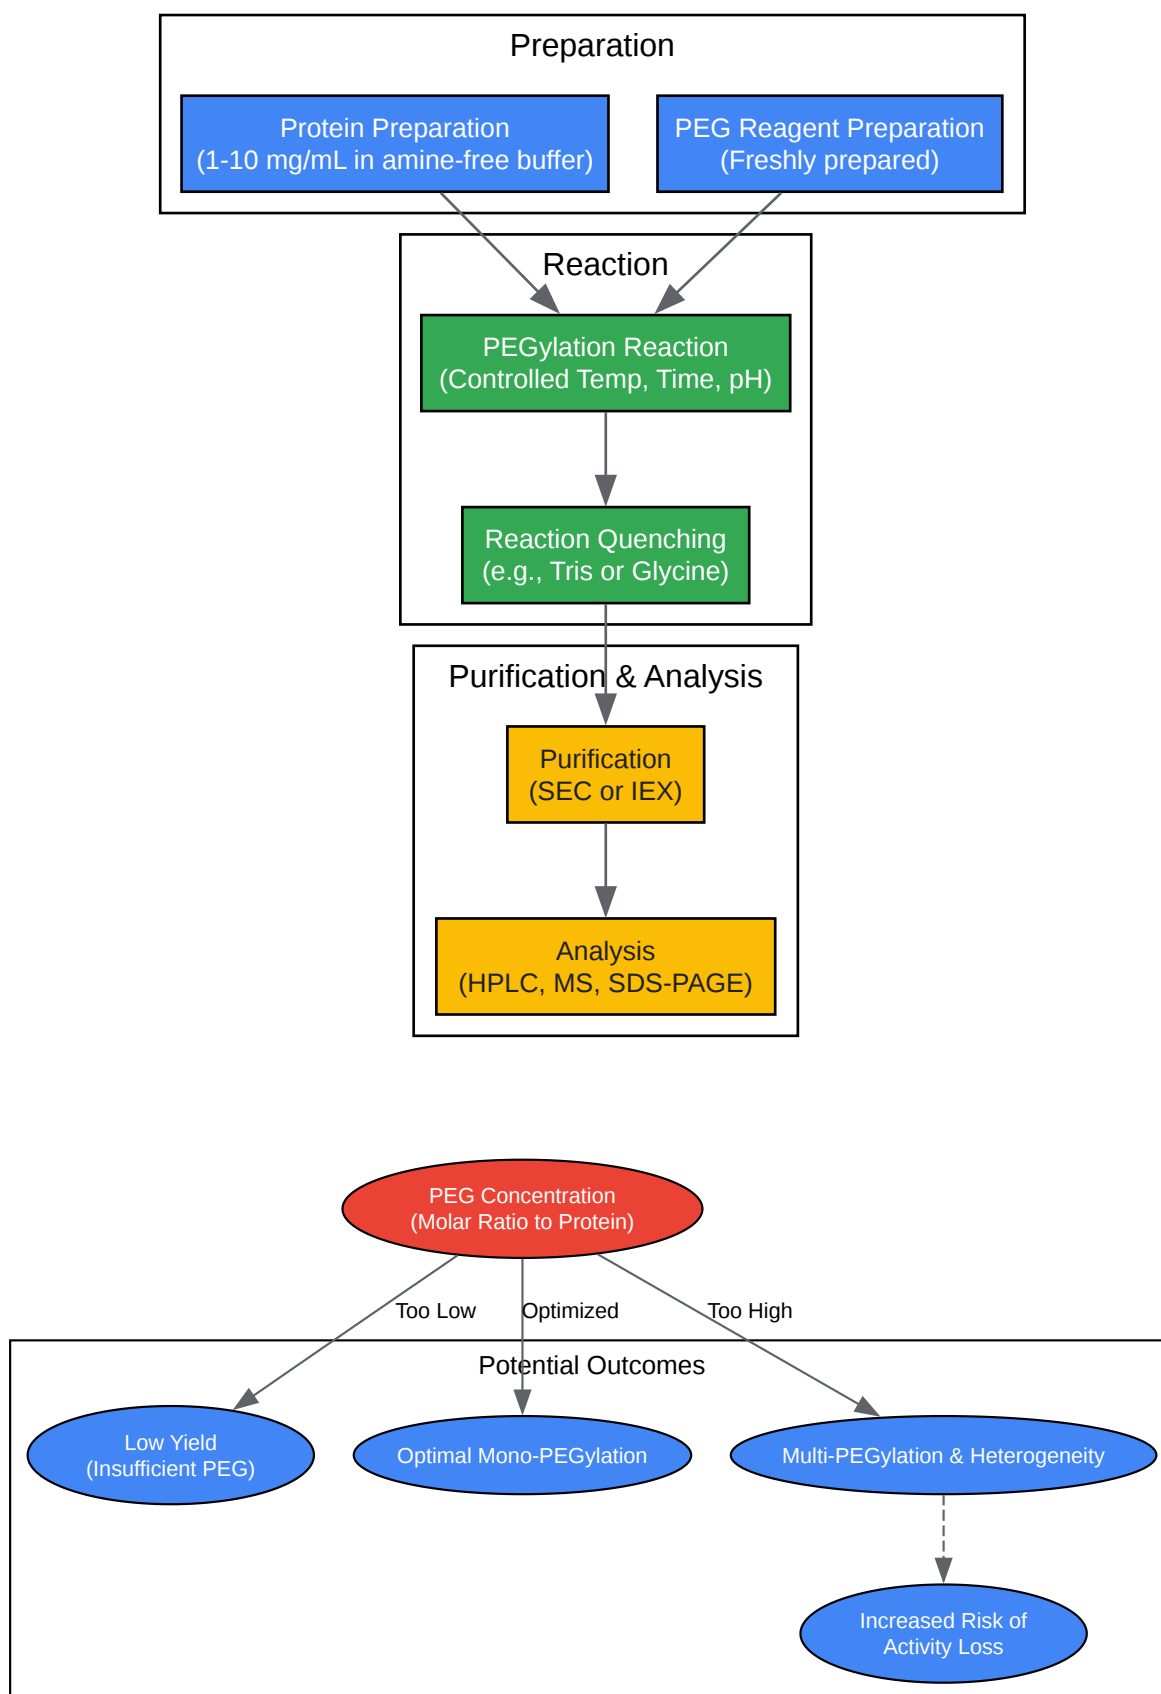 Preparation
Protein Preparation
(1-10 mg/mL in amine-free buffer)
PEG Reagent Preparation
(Freshly prepared)
Reaction
PEGylation Reaction
(Controlled Temp, Time, pH)
Reaction Quenching
(e.g., Tris or Glycine)
Purification & Analysis
Purification
(SEC or IEX)
Analysis
(HPLC, MS, SDS-PAGE)
PEG Concentration
(Molar Ratio to Protein)
Too Low
Optimized
Too High
Potential Outcomes
Low Yield
(Insufficient PEG)
Optimal Mono-PEGylation
Multi-PEGylation & Heterogeneity
Increased Risk of
Activity Loss